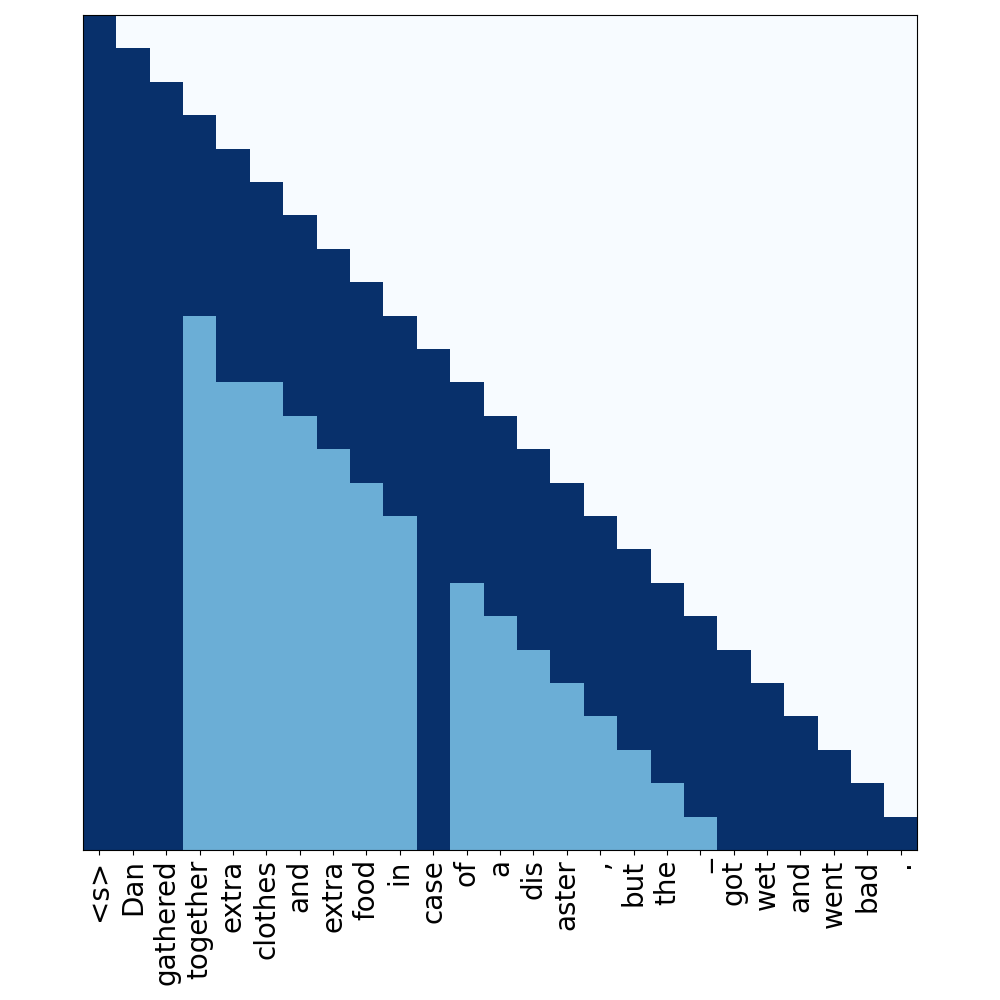 <s>
Dan
gathered
together
extra
clothes
and
extra
food
in
case
of
a
dis
aster
,
but
the
_
got
wet
and
went
bad
.